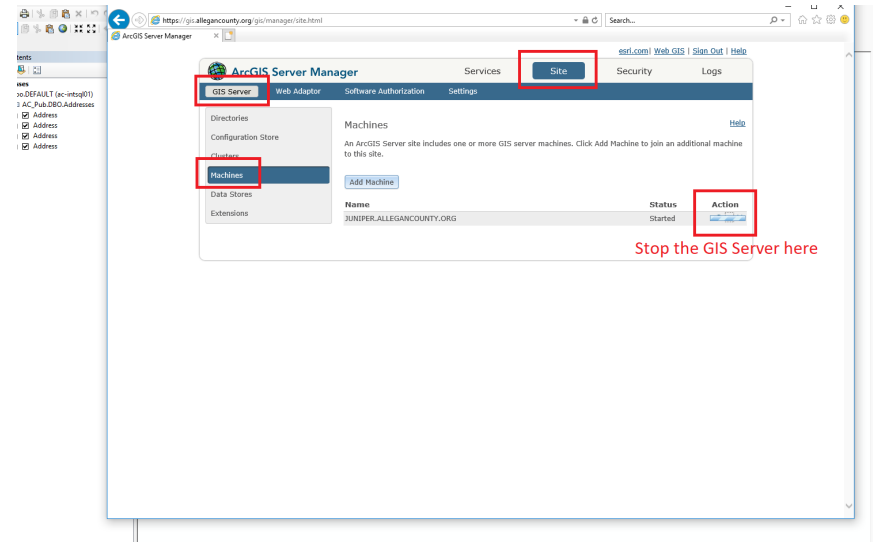 https://gis.allegancounty.org/gis/manager/site.html
Search...
ArcGIS Server Manager
esri.com| Web GIS | Sign Out | Help
ArcGIS Server Manager
Services Site Security Logs
GIS Server Web Adaptor Software Authorization Settings
Directories
Configuration Store
Clusters
Machines
Data Stores
Extensions
Machines
Help
An ArcGIS Server site includes one or more GIS server machines. Click Add Machine to join an additional machine
to this site.
Add Machine
Name Status Action
JUNIPER.ALLEGANCOUNTY.ORG Started
Stop the GIS Server here
tents
.DEFAULT (ac-intsql01)
AC_Pub.DBO.Addresses
Address
Address
Address
Address